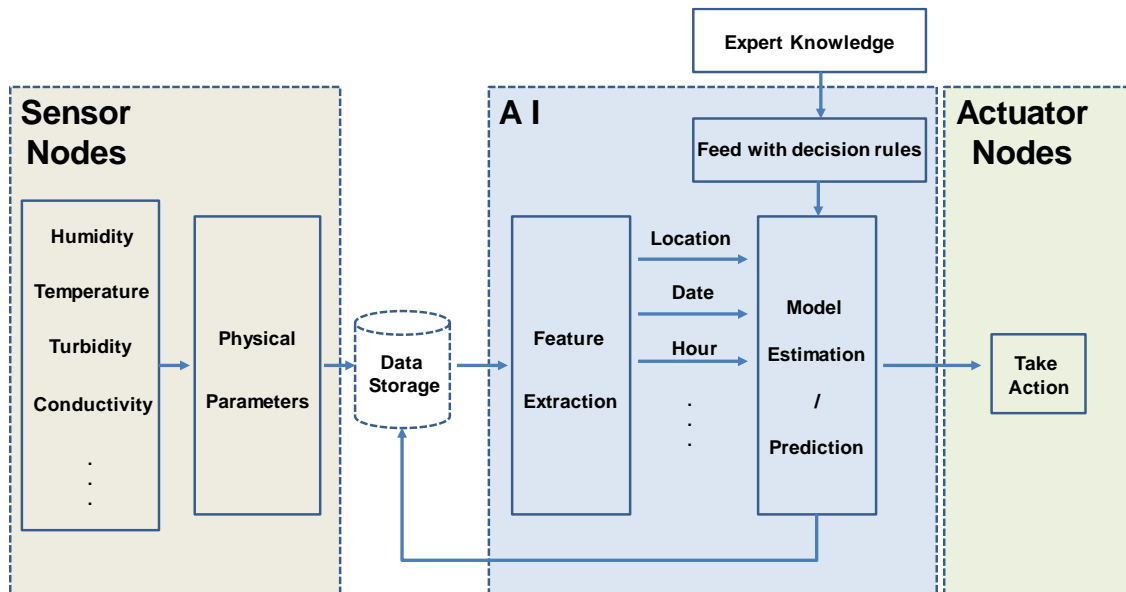 Expert Knowledge
Sensor
Nodes
A I
Actuator
Nodes
Feed with decision rules
Humidity
Temperature
Turbidity
Conductivity
.
.
.
Physical
Parameters
Data
Storage
Feature
Extraction
Location
Date
Hour
.
.
.
Model
Estimation
/
Prediction
Take
Action